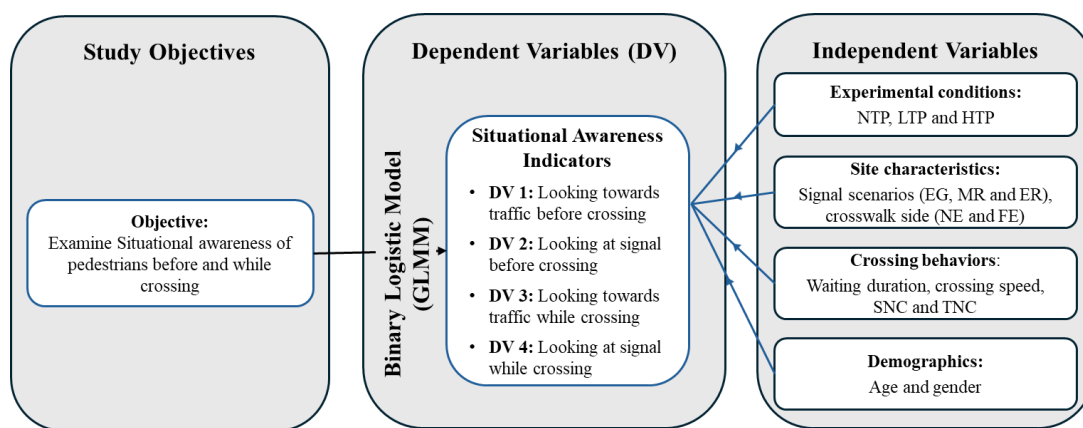 Study Objectives
Objective:
Examine Situational awareness of
pedestrians before and while
crossing
Dependent Variables (DV)
Binary Logistic Model
(GLMM)
Situational Awareness
Indicators
• DV 1: Looking towards
traffic before crossing
• DV 2: Looking at signal
before crossing
• DV 3: Looking towards
traffic while crossing
• DV 4: Looking at signal
while crossing
Independent Variables
Experimental conditions:
NTP, LTP and HTP
Site characteristics:
Signal scenarios (EG, MR and ER),
crosswalk side (NE and FE)
Crossing behaviors:
Waiting duration, crossing speed,
SNC and TNC
Demographics:
Age and gender